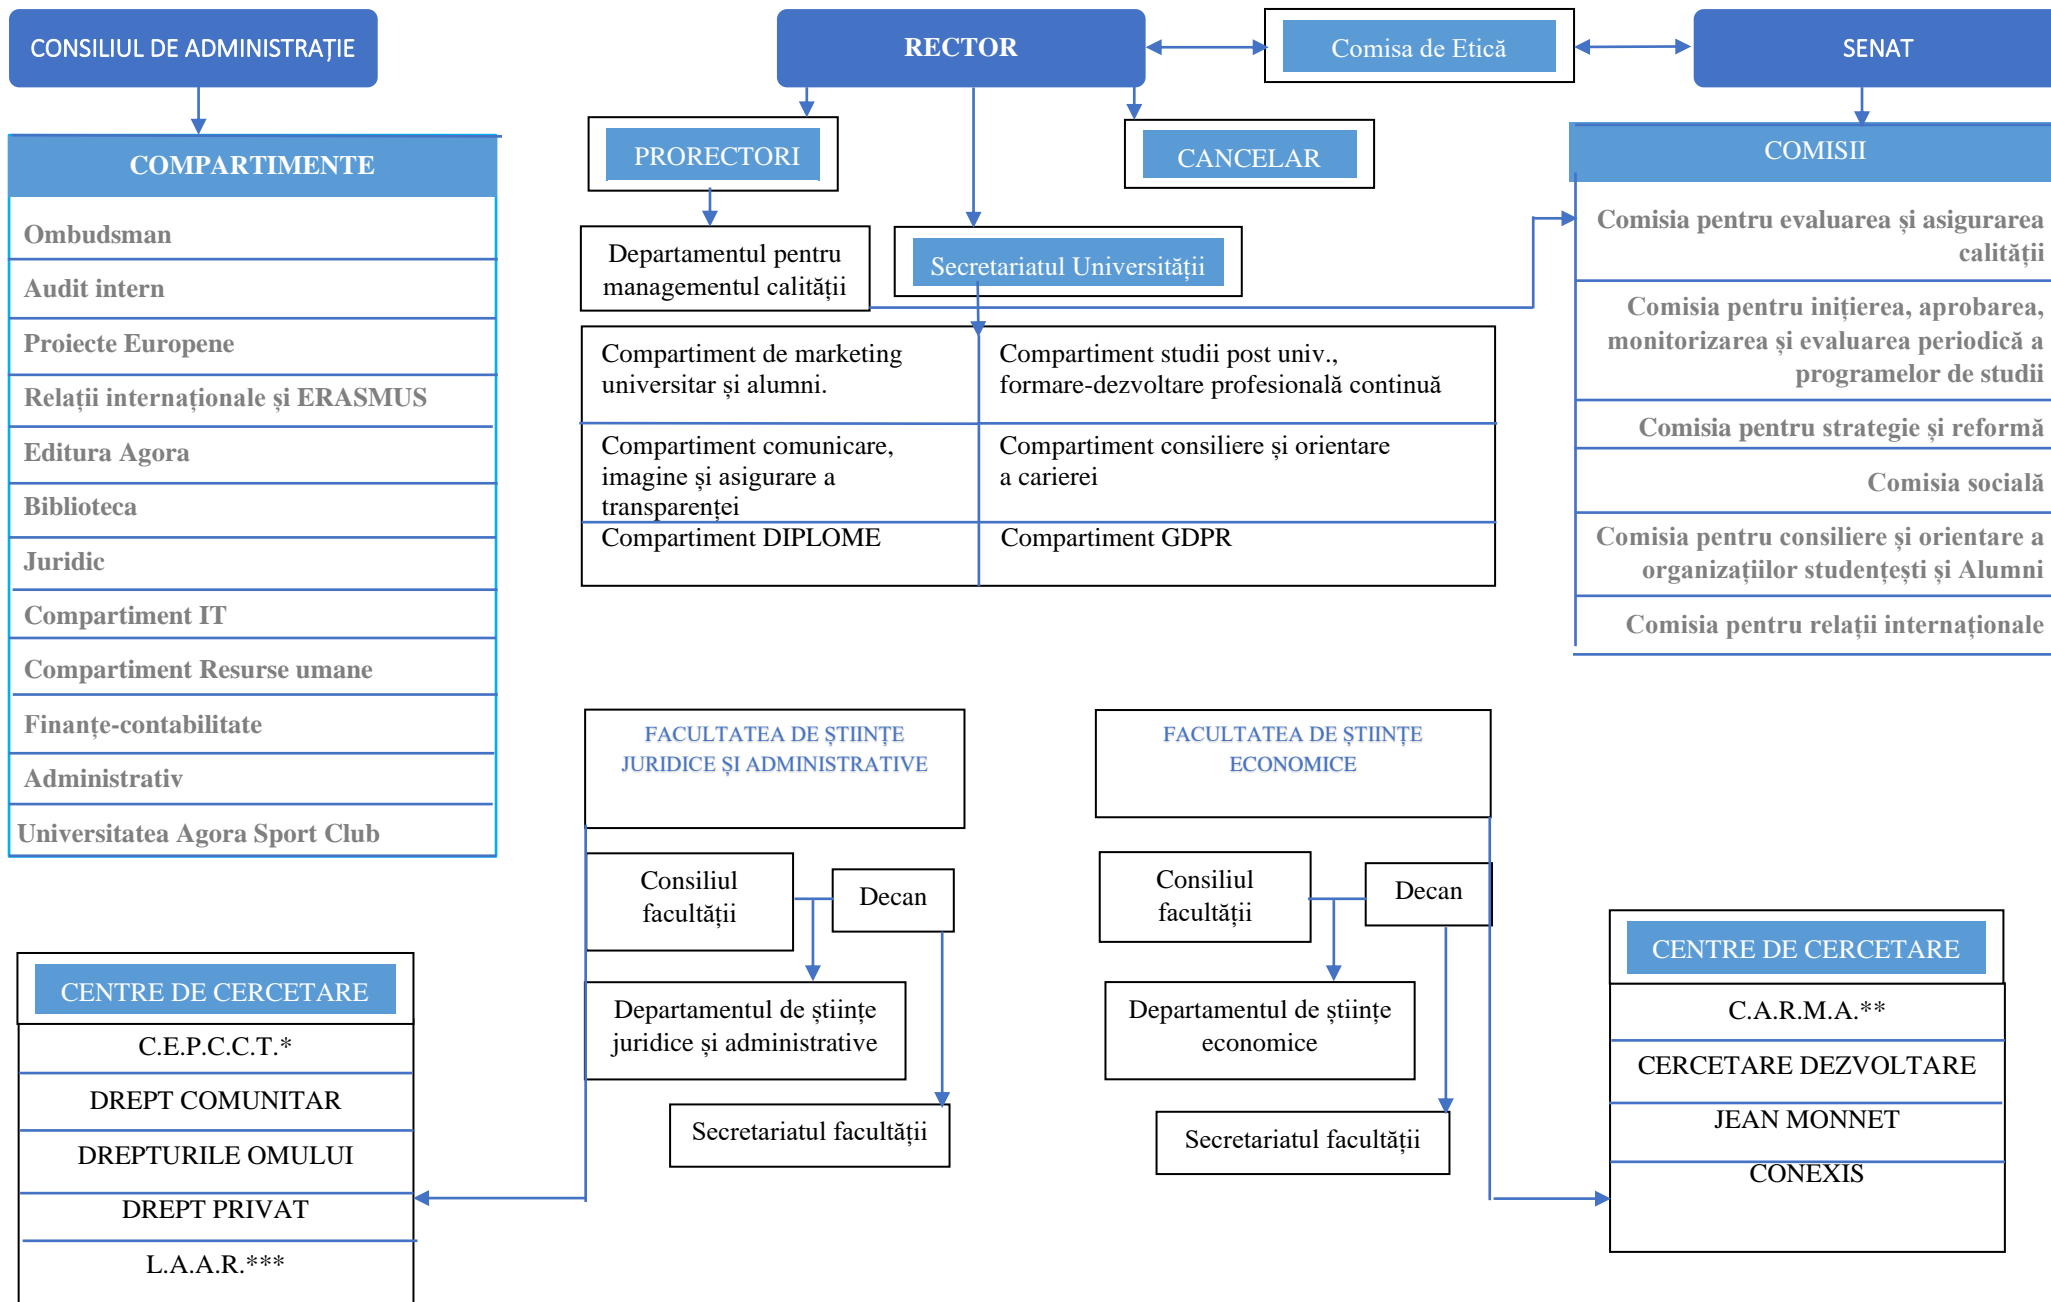 CONSILIUL DE ADMINISTRAȚIE
RECTOR
Comisa de Etică
SENAT
COMPARTIMENTE
Ombudsman
Audit intern
Proiecte Europene
Relații internaționale și ERASMUS
Editura Agora
Biblioteca
Juridic
Compartiment IT
Compartiment Resurse umane
Finanțe-contabilitate
Administrativ
Universitatea Agora Sport Club
PRORECTORI
CANCELAR
Departamentul pentru
managementul calității
Secretariatul Universității
Compartiment de marketing
universitar și alumni.
Compartiment studii post univ.,
formare-dezvoltare profesională continuă
Compartiment comunicare,
imagine și asigurare a
transparenței
Compartiment consiliere și orientare
a carierei
Compartiment DIPLOME
Compartiment GDPR
COMISII
Comisia pentru evaluarea și asigurarea
calității
Comisia pentru inițierea, aprobarea,
monitorizarea și evaluarea periodică a
programelor de studii
Comisia pentru strategie și reformă
Comisia socială
Comisia pentru consiliere și orientare a
organizațiilor studențești și Alumni
Comisia pentru relații internaționale
FACULTATEA DE ȘTIINȚE
JURIDICE ȘI ADMINISTRATIVE
Consiliul
facultății
Decan
Departamentul de științe
juridice și administrative
Secretariatul facultății
FACULTATEA DE ȘTIINȚE
ECONOMICE
Consiliul
facultății
Decan
Departamentul de științe
economice
Secretariatul facultății
CENTRE DE CERCETARE
C.E.P.C.C.T.*
DREPT COMUNITAR
DREPTURILE OMULUI
DREPT PRIVAT
L.A.A.R.***
CENTRE DE CERCETARE
C.A.R.M.A.**
CERCETARE DEZVOLTARE
JEAN MONNET
CONEXIS